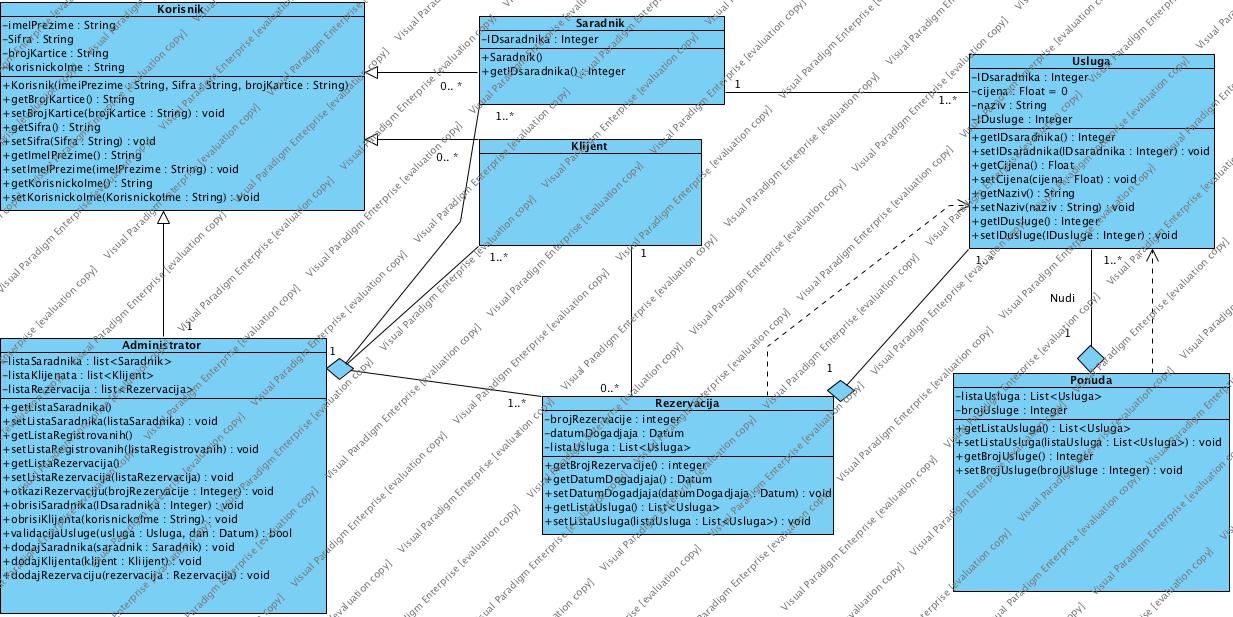 Korisnik
-imeIPrezime : String
-Sifra : String
-brojKartice : String
-korisnickoIme : String
+Korisnik(imeiPrezime : String, Sifra : String, brojKartice : String)
+getBrojKartice() : String
+setBrojKartice(brojKartice : String) : void
+getSifra() : String
+setSifra(Sifra : String) : void
+getImeIPrezime() : String
+setImeIPrezime(imeIPrezime : String) : void
+getKorisnickoIme() : String
+setKorisnickoIme(KorisnickoIme : String) : void
Saradnik
-IDsaradnika : Integer
+Saradnik()
+getIDsaradnika() : Integer
0..*
1..*
1
1..*
Usluga
-IDsaradnika : Integer
-cijena : Float = 0
-naziv : String
-IDusluge : Integer
+getIDsaradnika() : Integer
+setIDsaradnika(IDsaradnika : Integer) : void
+getCijena() : Float
+setCijena(cijena : Float) : void
+getNaziv() : String
+setNaziv(naziv : String) : void
+getIDusluge() : Integer
+setIDusluge(IDusluge : Integer) : void
Klijent
0..*
1..*
1
1..*
1..*
Nudi
1
1
1
Administrator
-listaSaradnika : list<Saradnik>
-listaKlijenata : list<Klijent>
-listaRezervacija : list<Rezervacija>
+getListaSaradnika()
+setListaSaradnika(listaSaradnika) : void
+getListaRegistrovanih()
+setListaRegistrovanih(listaRegistrovanih) : void
+getListaRezervacija()
+setListaRezervacija(listaRezervacija) : void
+otkaziRezervaciju(brojRezervacije : Integer) : void
+obrisiSaradnika(IDsaradnika : Integer) : void
+obrisiKlijenta(korisnickoIme : String) : void
+validacijaUsluge(usluga : Usluga, dan : Datum) : bool
+dodajSaradnika(saradnik : Saradnik) : void
+dodajKlijenta(klijent : Klijent) : void
+dodajRezervaciju(rezervacija : Rezervacija) : void
1..*
0..*
1
Rezervacija
-brojRezervacije : integer
-datumDogadjaja : Datum
-listaUsluga : List<Usluga>
+getBrojRezervacije() : integer
+getDatumDogadjaja() : Datum
+setDatumDogadjaja(datumDogadjaja : Datum) : void
+getListaUsluga() : List<Usluga>
+setListaUsluga(listaUsluga : List<Usluga>) : void
Ponuda
-listaUsluga : List<Usluga>
-brojUsluge : Integer
+getListaUsluga() : List<Usluga>
+setListaUsluga(listaUsluga : List<Usluga>) : void
+getBrojUsluge() : Integer
+setBrojUsluge(brojUsluge : Integer) : void
Visual Paradigm Enterprise [evaluation copy]